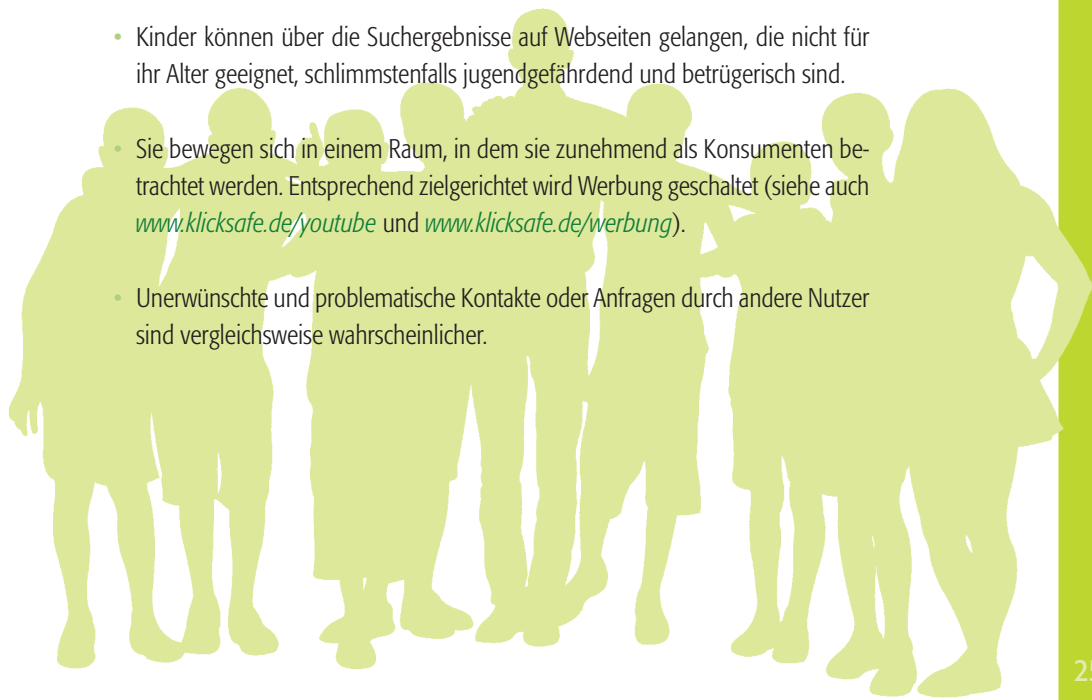 • Kinder können über die Suchergebnisse auf Webseiten gelangen, die nicht für
ihr Alter geeignet, schlimmstenfalls jugendgefährdend und betrügerisch sind.
• Sie bewegen sich in einem Raum, in dem sie zunehmend als Konsumenten be-
trachtet werden. Entsprechend zielgerichtet wird Werbung geschaltet (siehe auch
www.klicksafe.de/youtube und www.klicksafe.de/werbung).
• Unerwünschte und problematische Kontakte oder Anfragen durch andere Nutzer
sind vergleichsweise wahrscheinlicher.